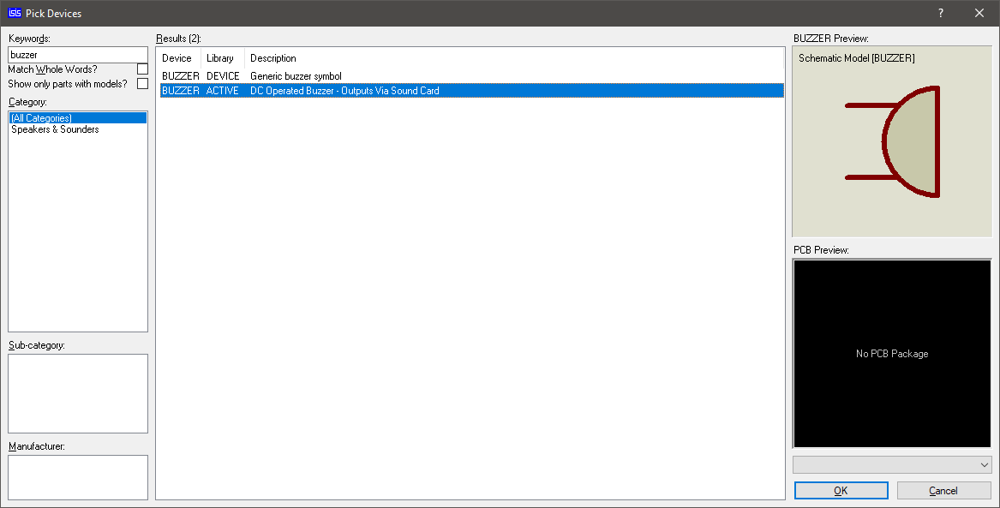 isis Pick Devices ?
Keywords:
buzzer
Match Whole Words?
Show only parts with models?
Category:
(All Categories)
Speakers & Sounders
Sub-category:
Manufacturer:
Results (2):
Device Library Description
BUZZER DEVICE Generic buzzer symbol
BUZZER ACTIVE DC Operated Buzzer - Outputs Via Sound Card
BUZZER Preview:
Schematic Model [BUZZER]
PCB Preview:
No PCB Package
OK Cancel